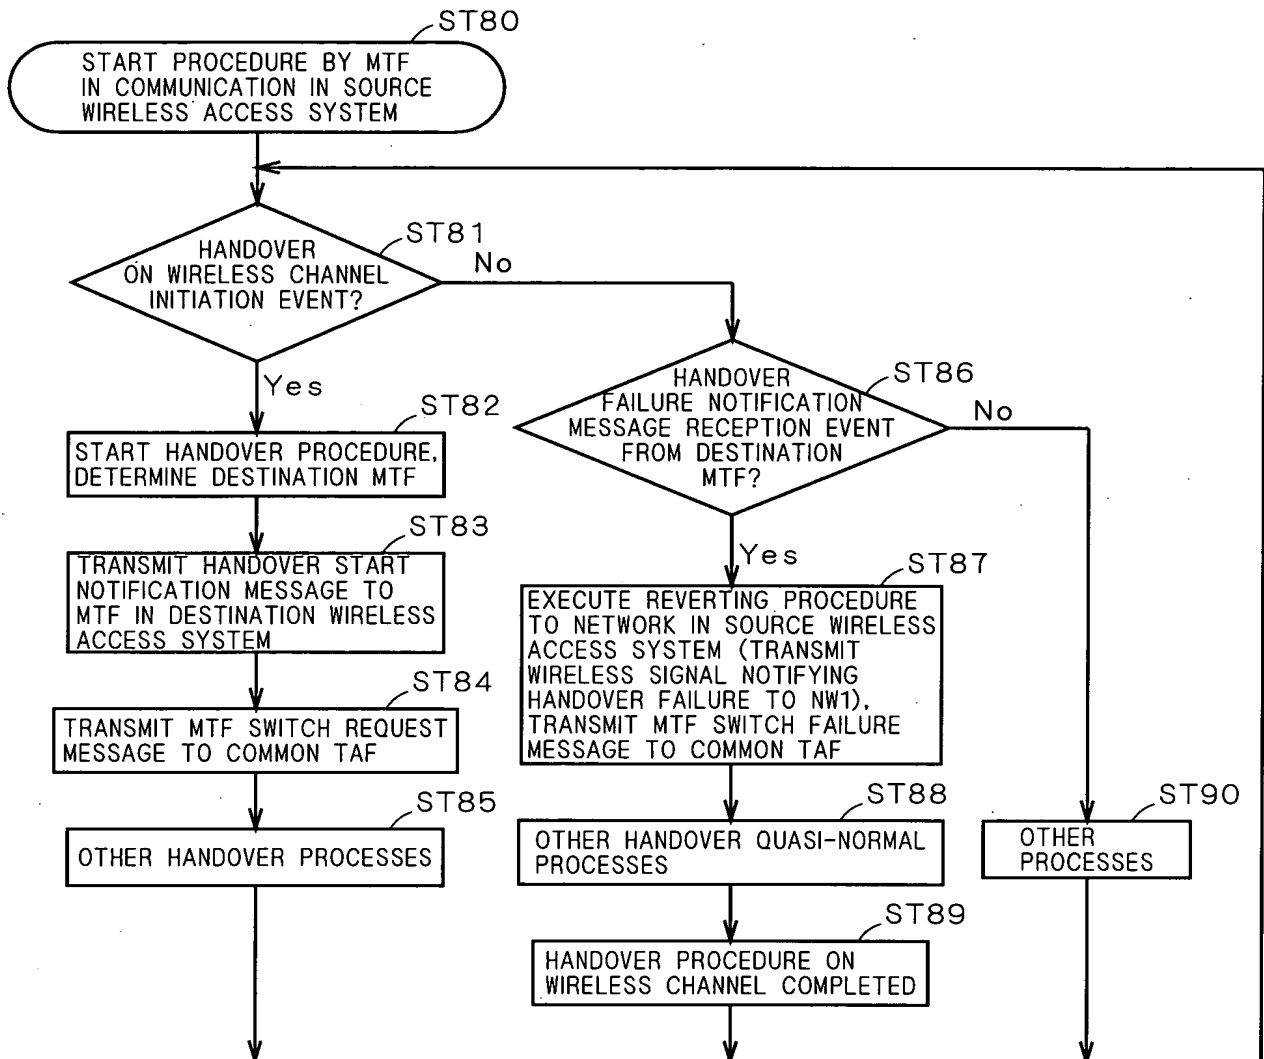 ST80
START PROCEDURE BY MTF
IN COMMUNICATION IN SOURCE
WIRELESS ACCESS SYSTEM
ST81
HANDOVER
ON WIRELESS CHANNEL
INITIATION EVENT?
No
Yes
ST82
START HANDOVER PROCEDURE,
DETERMINE DESTINATION MTF
ST83
TRANSMIT HANDOVER START
NOTIFICATION MESSAGE TO
MTF IN DESTINATION WIRELESS
ACCESS SYSTEM
ST84
TRANSMIT MTF SWITCH REQUEST
MESSAGE TO COMMON TAF
ST85
OTHER HANDOVER PROCESSES
ST86
HANDOVER
FAILURE NOTIFICATION
MESSAGE RECEPTION EVENT
FROM DESTINATION
MTF?
No
Yes
ST87
EXECUTE REVERTING PROCEDURE
TO NETWORK IN SOURCE WIRELESS
ACCESS SYSTEM (TRANSMIT
WIRELESS SIGNAL NOTIFYING
HANDOVER FAILURE TO NW1),
TRANSMIT MTF SWITCH FAILURE
MESSAGE TO COMMON TAF
ST88
OTHER HANDOVER QUASI-NORMAL
PROCESSES
ST89
HANDOVER PROCEDURE ON
WIRELESS CHANNEL COMPLETED
ST90
OTHER
PROCESSES